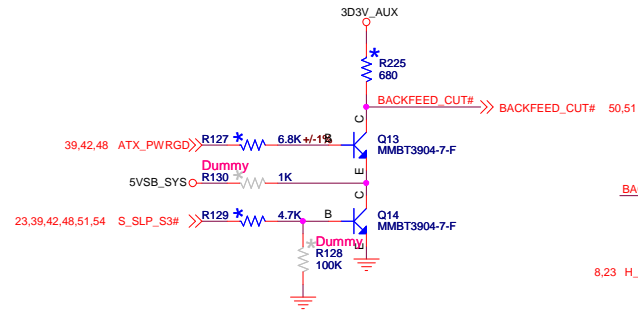 3D3V_AUX
*
R225
680
BACKFEED_CUT#
BACKFEED_CUT# 50,51
C
39,42,48 ATX_PWRGD R127 * 6.8K +/-1% B Q13
MMBT3904-7-F
Dummy
E
5VSB_SYS R130 * 1K
C
23,39,42,48,51,54 S_SLP_S3# R129 * 4.7K B Q14
MMBT3904-7-F
Dummy
E
*
R128
100K
BA
8,23 H_